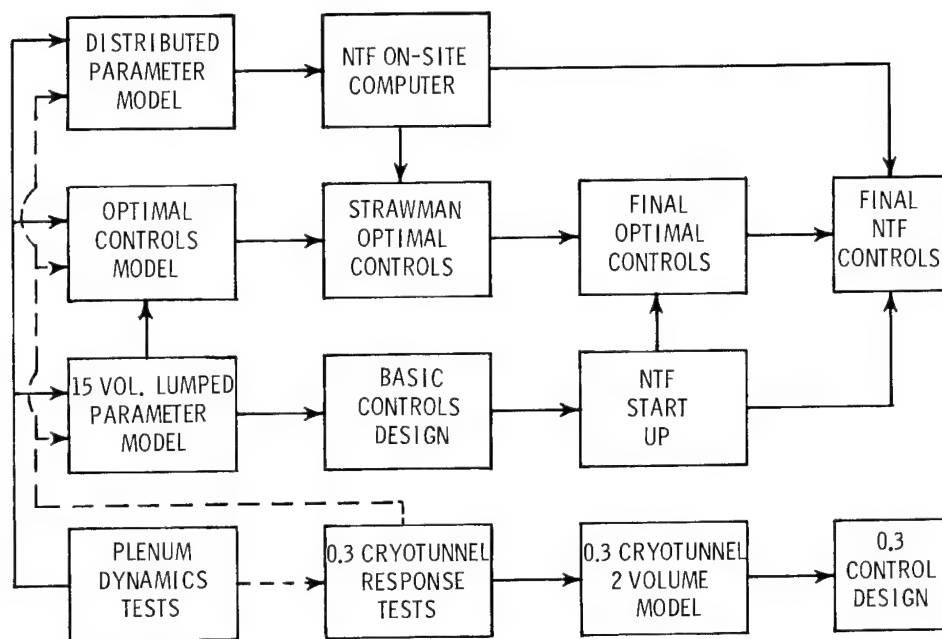 DISTRIBUTED
PARAMETER
MODEL
NTF ON-SITE
COMPUTER
OPTIMAL
CONTROLS
MODEL
STRAWMAN
OPTIMAL
CONTROLS
FINAL
OPTIMAL
CONTROLS
FINAL
NTF
CONTROLS
15 VOL. LUMPED
PARAMETER
MODEL
BASIC
CONTROLS
DESIGN
NTF
START
UP
PLENUM
DYNAMICS
TESTS
0.3 CRYOTUNNEL
RESPONSE
TESTS
0.3 CRYOTUNNEL
2 VOLUME
MODEL
0.3
CONTROL
DESIGN